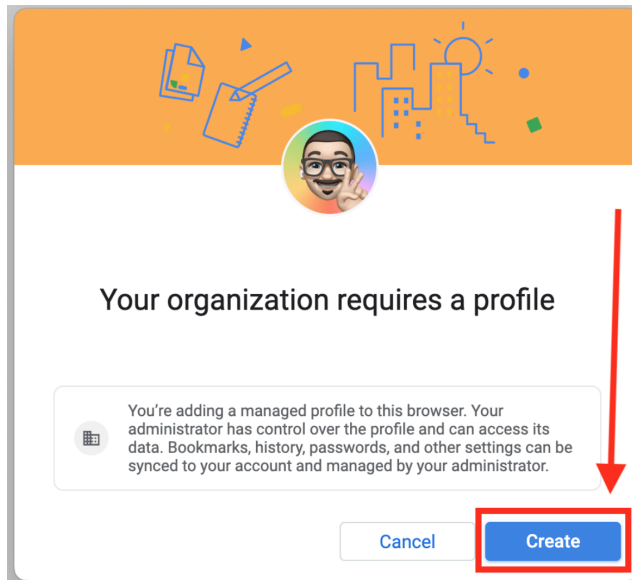 Your organization requires a profile
You're adding a managed profile to this browser. Your
administrator has control over the profile and can access its
data. Bookmarks, history, passwords, and other settings can be
synced to your account and managed by your administrator.
Cancel
Create